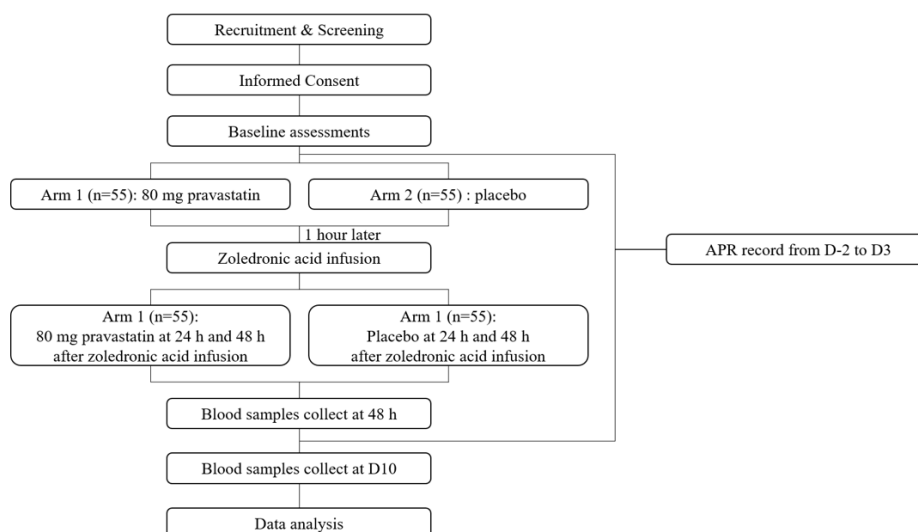 Recruitment & Screening
Informed Consent
Baseline assessments
Arm 1 (n=55): 80 mg pravastatin
Arm 2 (n=55) : placebo
1 hour later
Zoledronic acid infusion
APR record from D-2 to D3
Arm 1 (n=55):
80 mg pravastatin at 24 h and 48 h
after zoledronic acid infusion
Arm 1 (n=55):
Placebo at 24 h and 48 h
after zoledronic acid infusion
Blood samples collect at 48 h
Blood samples collect at D10
Data analysis